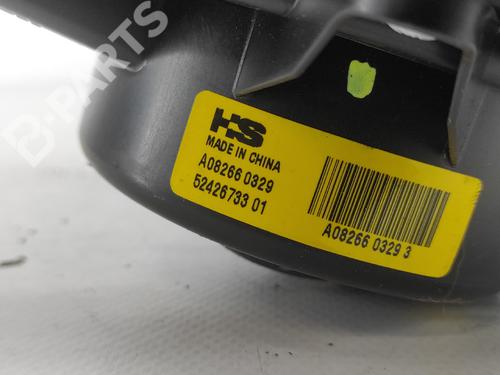 B-PARTS
HS
MADE IN CHINA
A08266 0329
52426733 01
A08266 0329 3